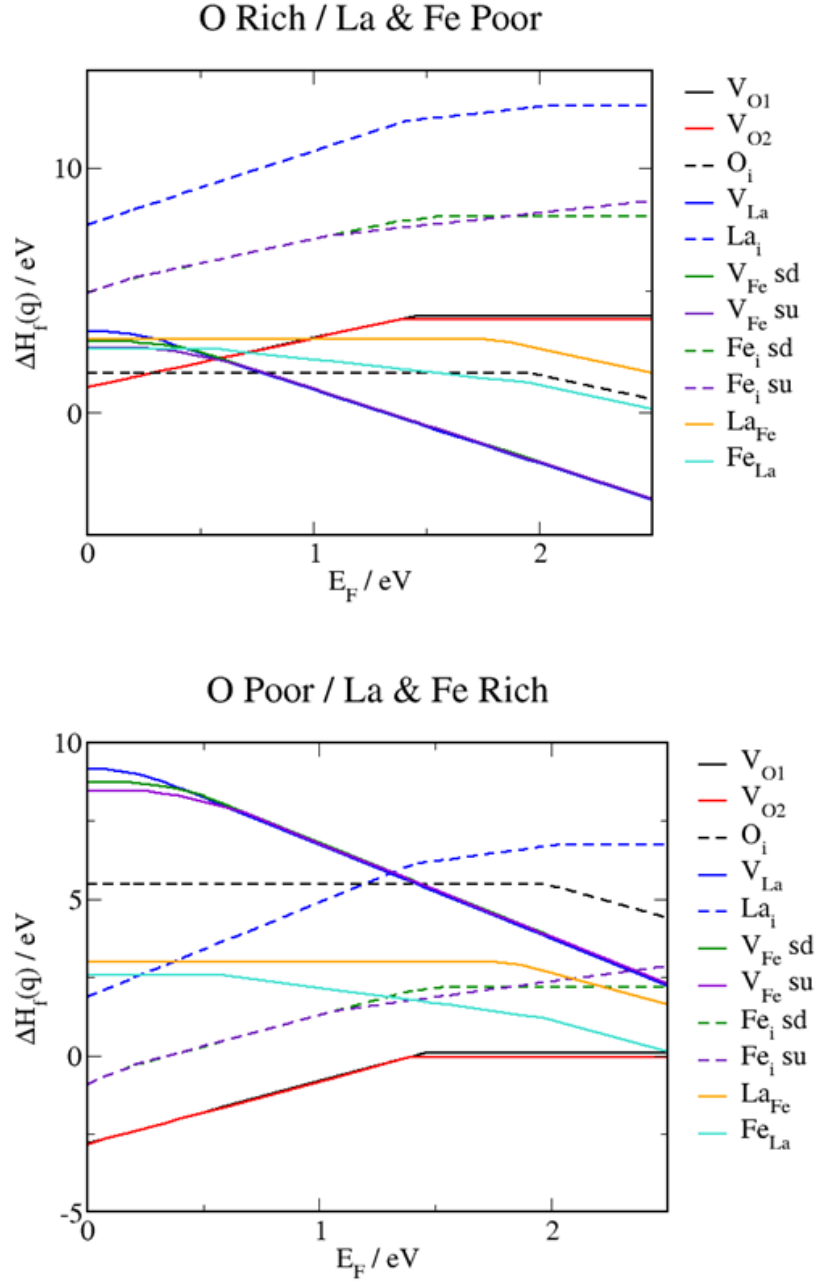 O Rich / La & Fe Poor
ΔH_f(q) / eV
10
0
0
1
2
E_F / eV
V_O1
V_O2
O_i
V_La
La_i
V_Fe sd
V_Fe su
Fe_i sd
Fe_i su
La_Fe
Fe_La
O Poor / La & Fe Rich
ΔH_f(q) / eV
10
5
0
-5
0
1
2
E_F / eV
V_O1
V_O2
O_i
V_La
La_i
V_Fe sd
V_Fe su
Fe_i sd
Fe_i su
La_Fe
Fe_La